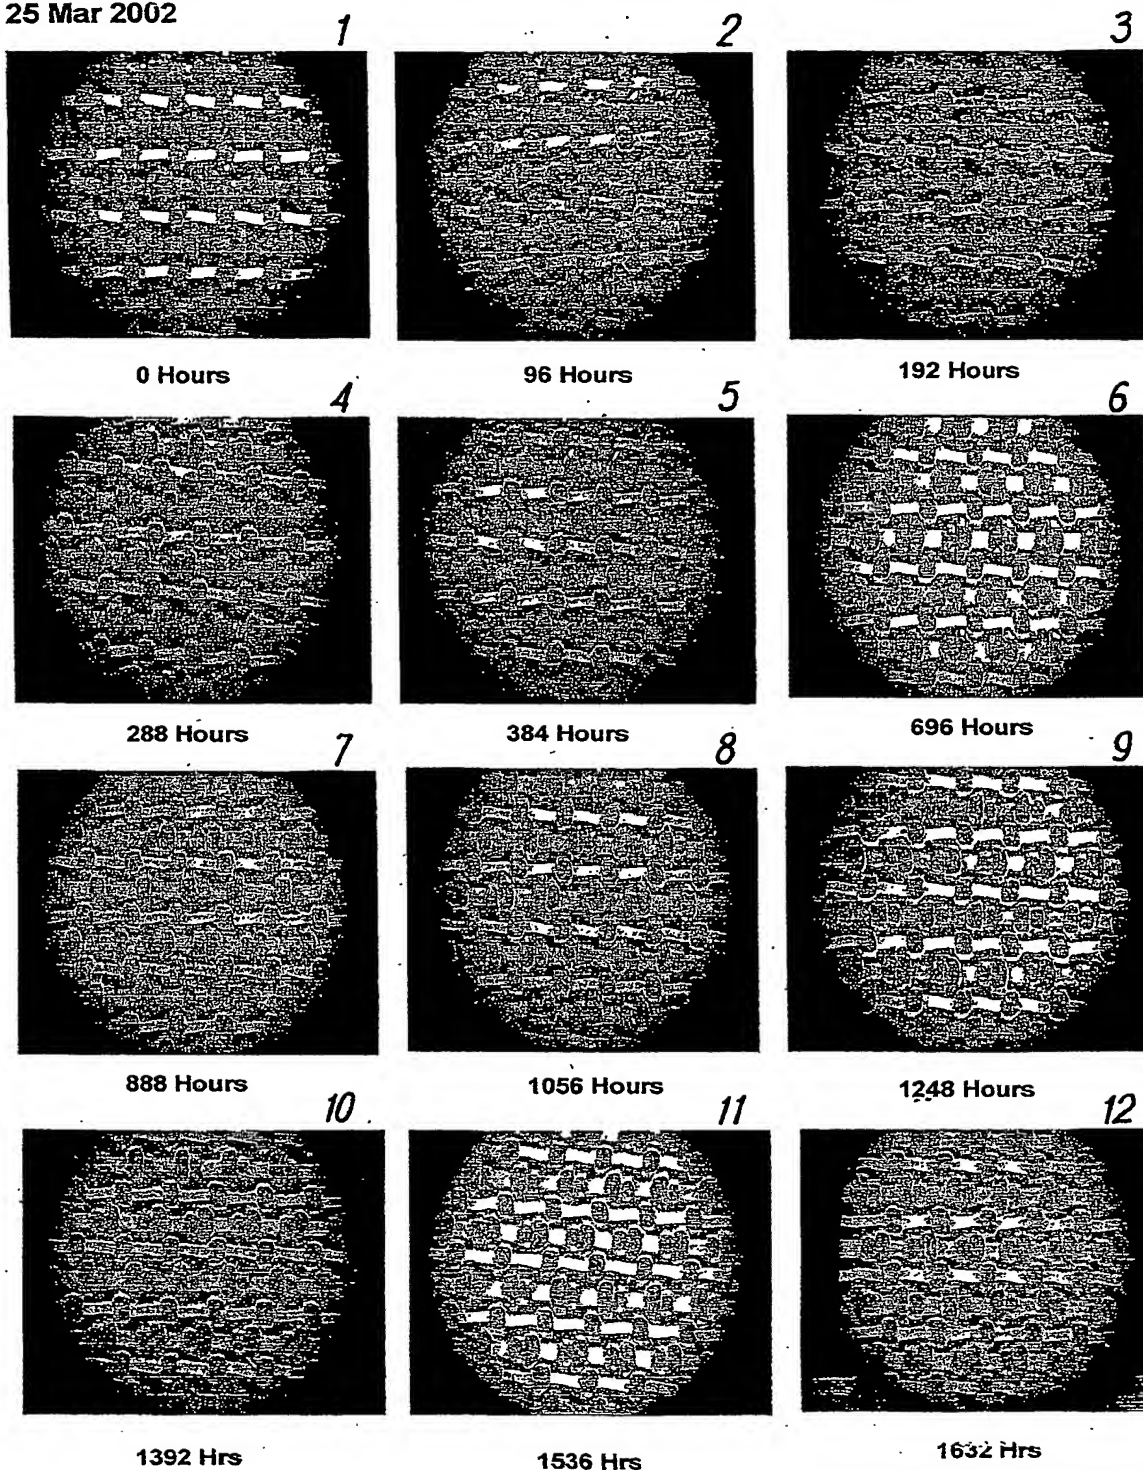 25 Mar 2002
1 2 3
0 Hours 96 Hours 192 Hours
4 5 6
288 Hours 384 Hours 696 Hours
7 8 9
888 Hours 1056 Hours 1248 Hours
10 11 12
1392 Hrs 1536 Hrs 1632 Hrs